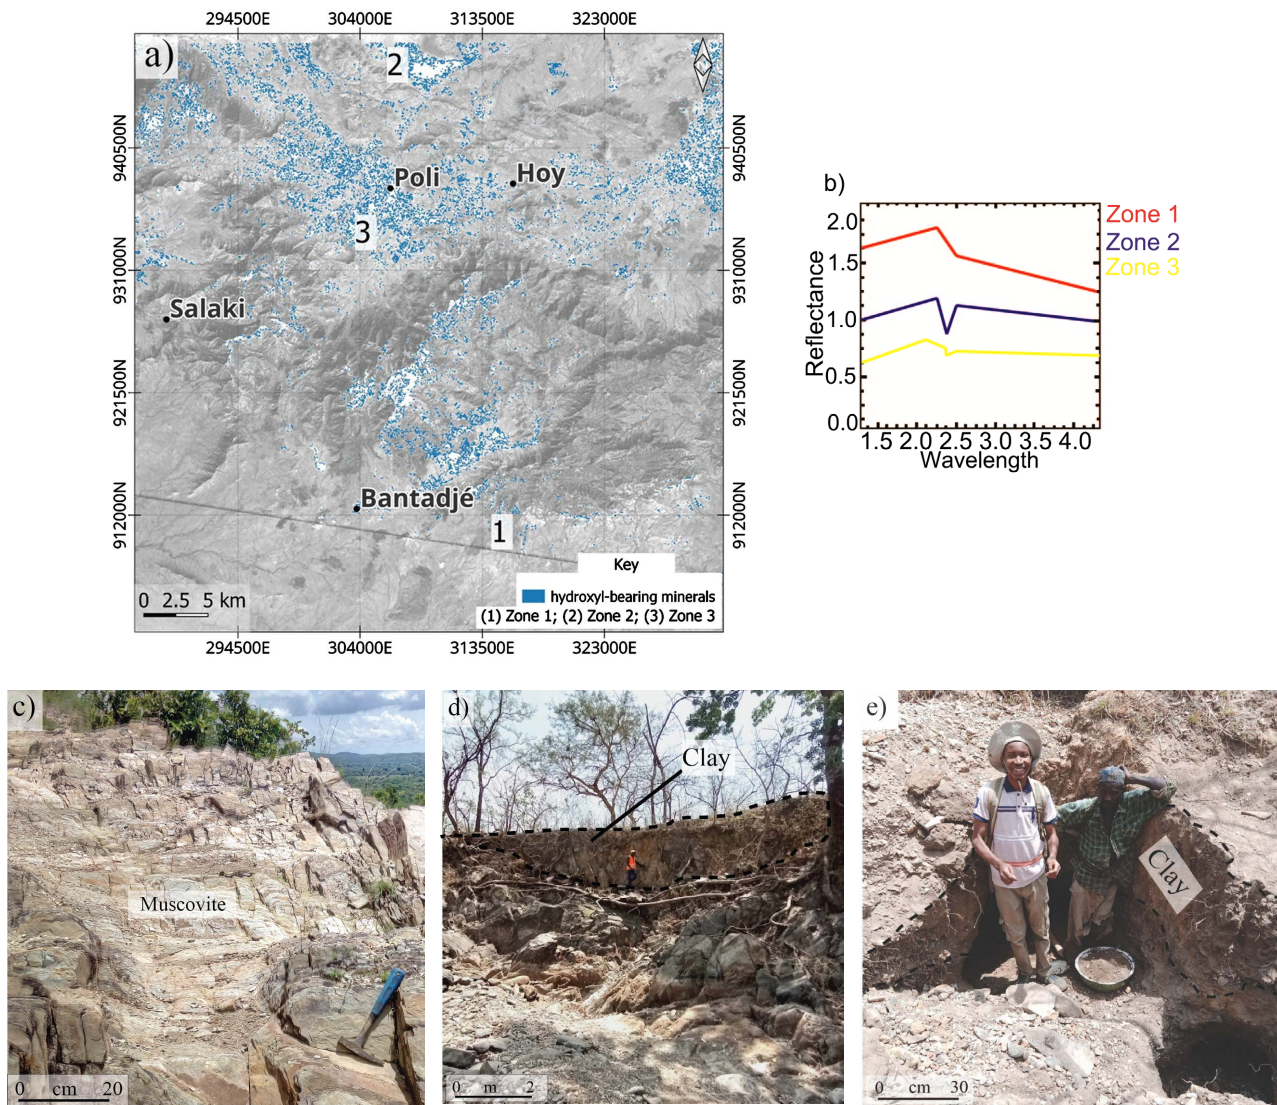 294500E 304000E 313500E 323000E
a)
2
940500N
940500N
Poli
Hoy
3
931000N
931000N
Salaki
921500N
921500N
Bantadjé
912000N
912000N
1
Key
hydroxyl-bearing minerals
(1) Zone 1; (2) Zone 2; (3) Zone 3
0 2.5 5 km
294500E 304000E 313500E 323000E
b)
Zone 1
Zone 2
Zone 3
2.0
1.5
1.0
0.5
0.0
Reflectance
1.5 2.0 2.5 3.0 3.5 4.0
Wavelength
c)
Muscovite
0 cm 20
d)
Clay
0 m 2
e)
Clay
0 cm 30